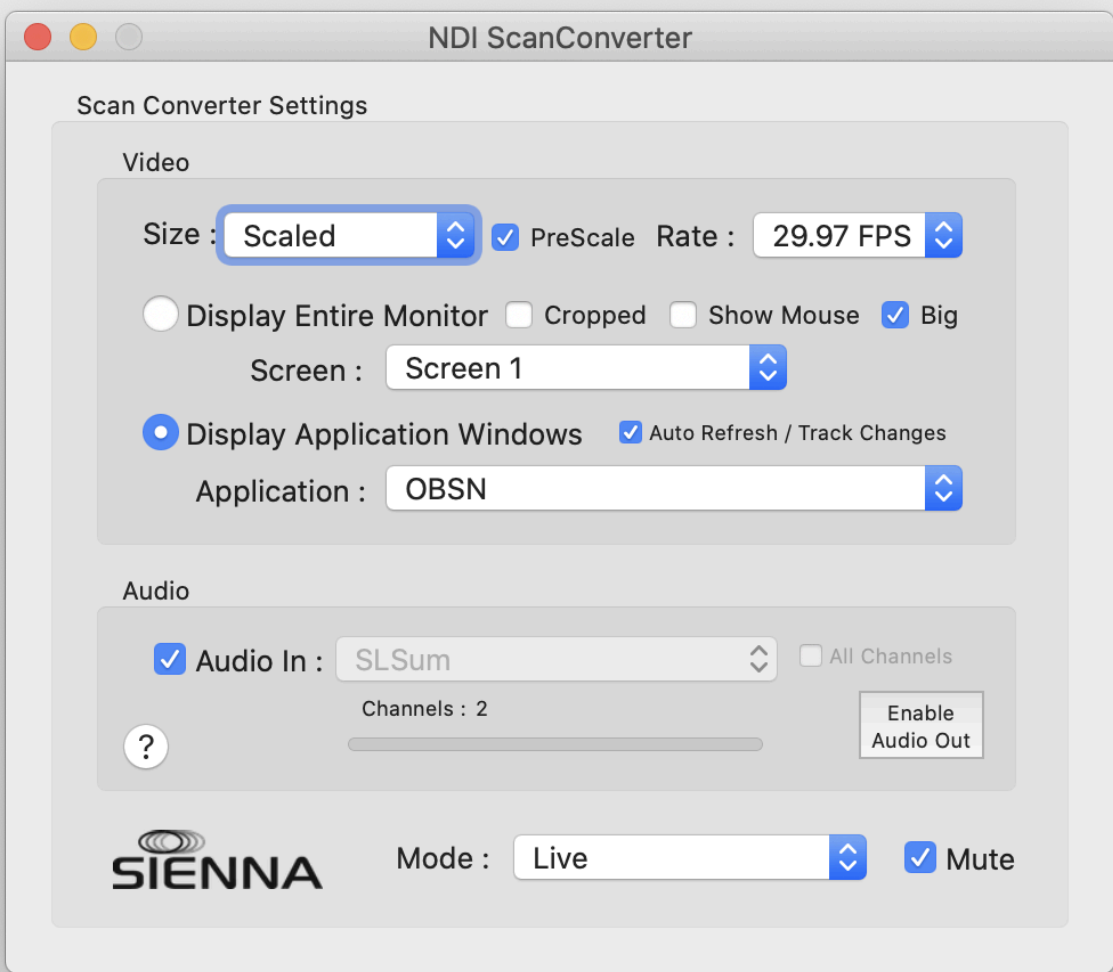 NDI ScanConverter
Scan Converter Settings
Video
Size : Scaled PreScale Rate : 29.97 FPS
Display Entire Monitor Cropped Show Mouse Big
Screen : Screen 1
Display Application Windows Auto Refresh / Track Changes
Application : OBSN
Audio
Audio In : SLSum All Channels
Channels : 2
Enable
Audio Out
?
SIENNA Mode : Live Mute